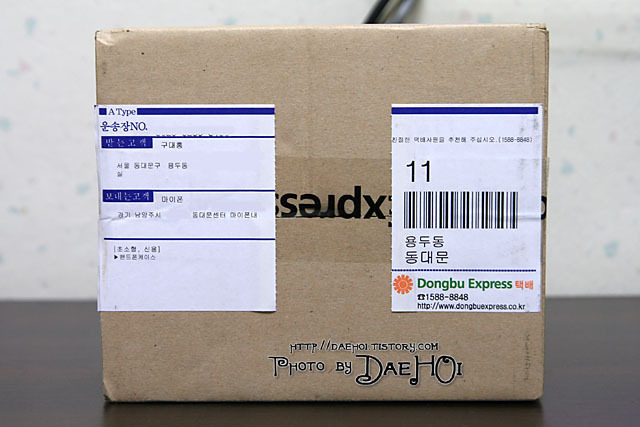 A Type
운송장NO.
받는고객 구대홍
서울 동대문구 용두동
실
보내는고객 마이폰
경기 남양주시 동대문센터 마이폰내
[초소형, 신용]
▶핸드폰케이스
친절한 택배사원을 추천해 주십시오.(1588-8848)
11
용두동
동대문
Dongbu Express 택배
☎1588-8848
http://www.dongbuexpress.co.kr
Express
HTTP://DAEHOI.TISTORY.COM
PHOTO BY DAEHOI